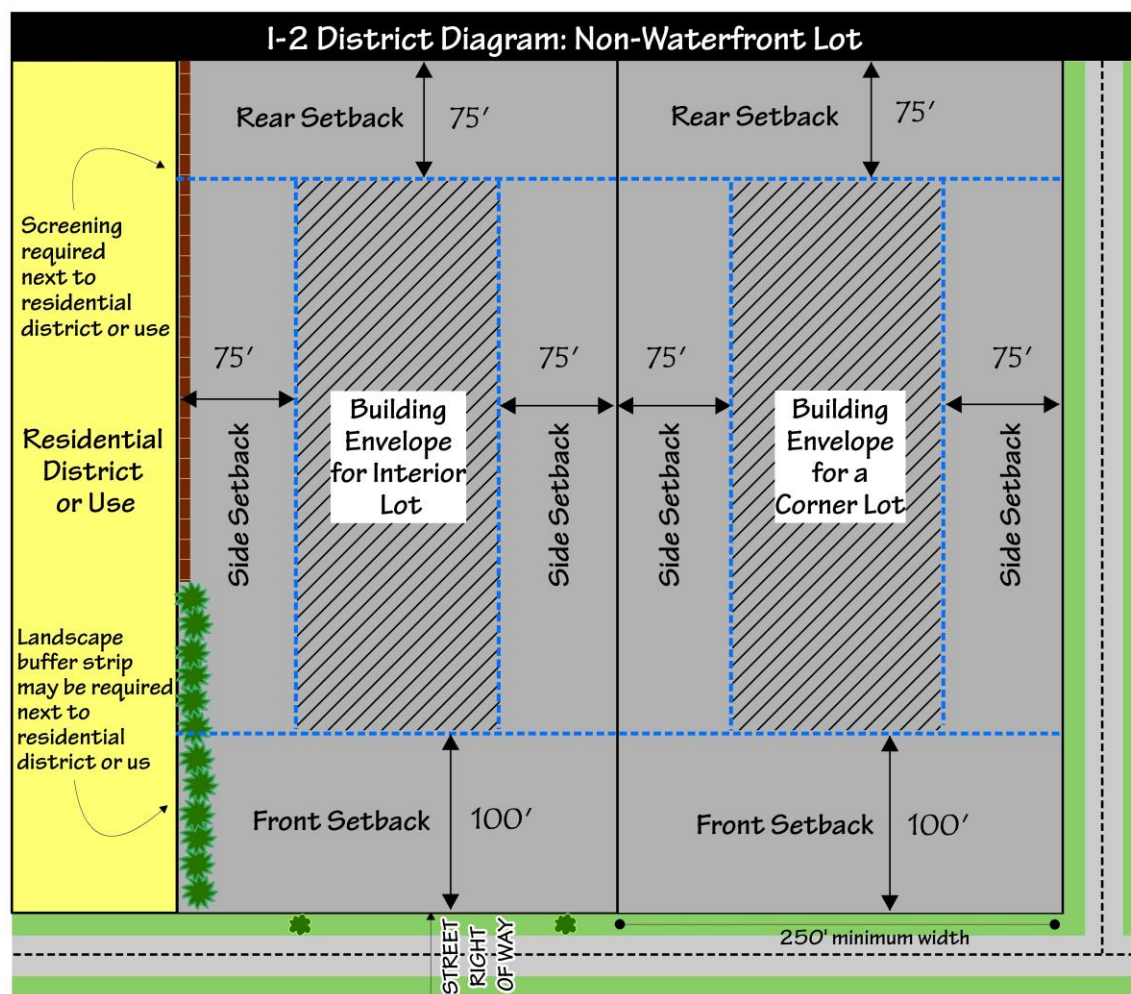 I-2 District Diagram: Non-Waterfront Lot
Rear Setback 75'
Rear Setback 75'
Screening
required
next to
residential
district or use
75'
75'
75'
75'
Side Setback
Building
Envelope
for Interior
Lot
Side Setback
Side Setback
Building
Envelope
for a
Corner Lot
Side Setback
Residential
District
or Use
Landscape
buffer strip
may be required
next to
residential
district or us
Front Setback 100'
Front Setback 100'
STREET
RIGHT
OF WAY
250' minimum width